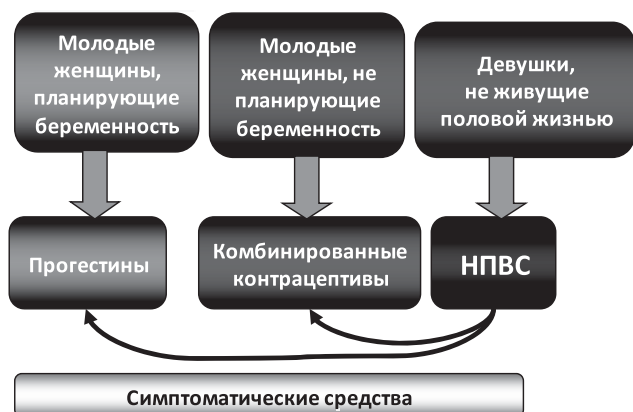 Молодые
женщины,
планирующие
беременность
Молодые
женщины, не
планирующие
беременность
Девушки,
не живущие
половой жизнью
Прогестины
Комбинированные
контрацептивы
НПВС
Симптоматические средства